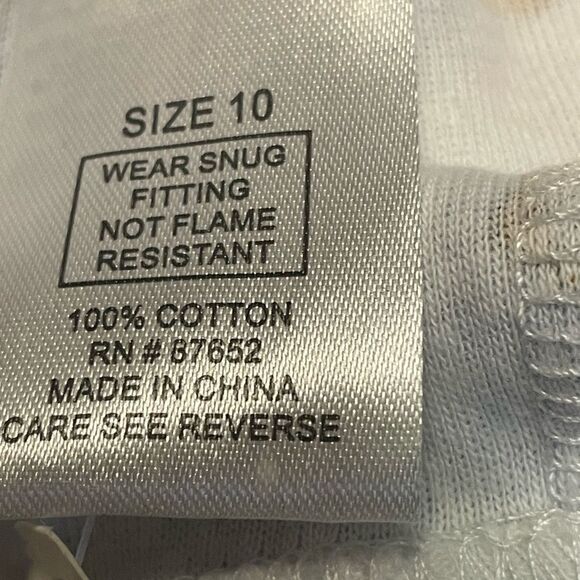 SIZE 10
WEAR SNUG
FITTING
NOT FLAME
RESISTANT
100% COTTON
RN # 87652
MADE IN CHINA
CARE SEE REVERSE